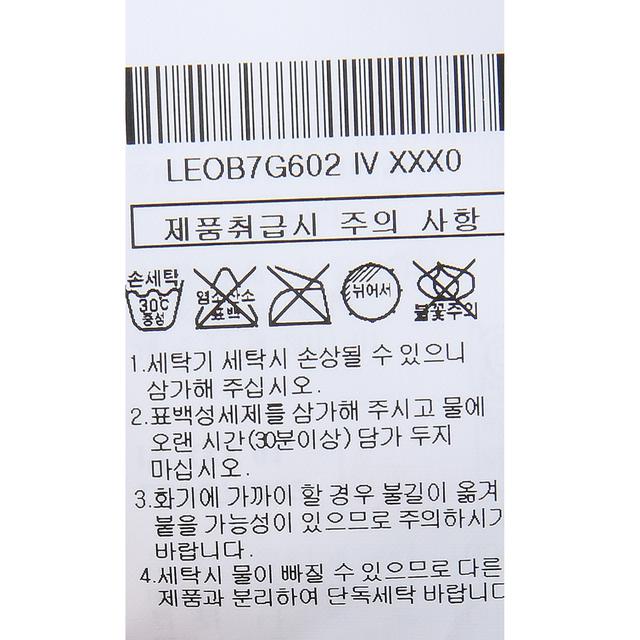 LEOB7G602 IV XXX0
제품취급시 주의 사항
손세탁
30℃
중성
염소산소
표백
뉘어서
불꽃주의
1.세탁기 세탁시 손상될 수 있으니
삼가해 주십시오.
2.표백성세제를 삼가해 주시고 물에
오랜 시간(30분이상) 담가 두지
마십시오.
3.화기에 가까이 할 경우 불길이 옮겨
붙을 가능성이 있으므로 주의하시기
바랍니다.
4.세탁시 물이 빠질 수 있으므로 다른
제품과 분리하여 단독세탁